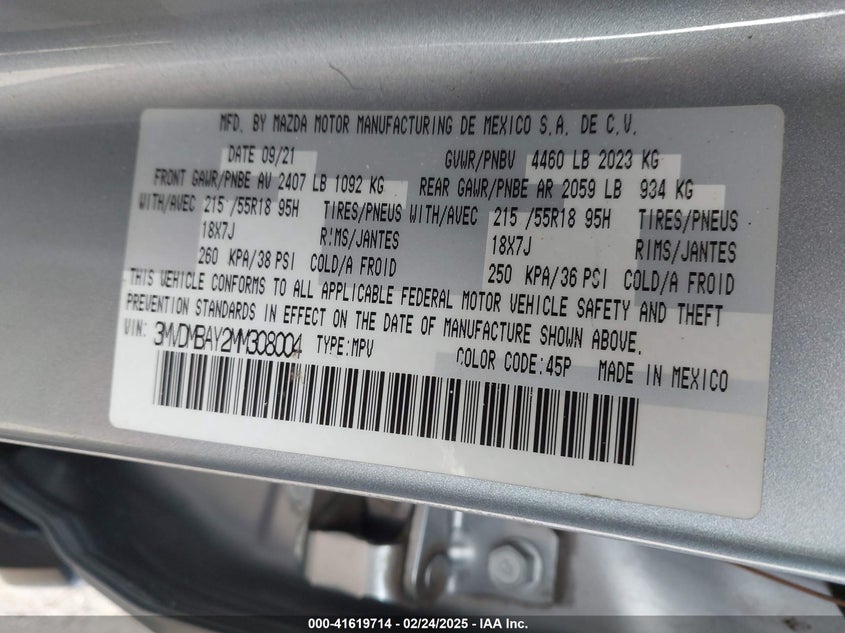 MFD. BY MAZDA MOTOR MANUFACTURING DE MEXICO S.A. DE C.V.
DATE 09/21 GVWR/PNBV 4460 LB 2023 KG
FRONT GAWR/PNBE AV 2407 LB 1092 KG REAR GAWR/PNBE AR 2059 LB 934 KG
WITH/AVEC 215 /55R18 95H TIRES/PNEUS WITH/AVEC 215 /55R18 95H TIRES/PNEUS
18X7J RIMS/JANTES 18X7J RIMS/JANTES
260 KPA/38 PSI COLD/A FROID 250 KPA/36 PSI COLD/A FROID
THIS VEHICLE CONFORMS TO ALL APPLICABLE FEDERAL MOTOR VEHICLE SAFETY AND THEFT
PREVENTION STANDARDS IN EFFECT ON THE DATE OF MANUFACTURE SHOWN ABOVE.
VIN: 3MVDMBAY2MM308004 TYPE:MPV COLOR CODE:45P MADE IN MEXICO
000-41619714 - 02/24/2025 - IAA Inc.